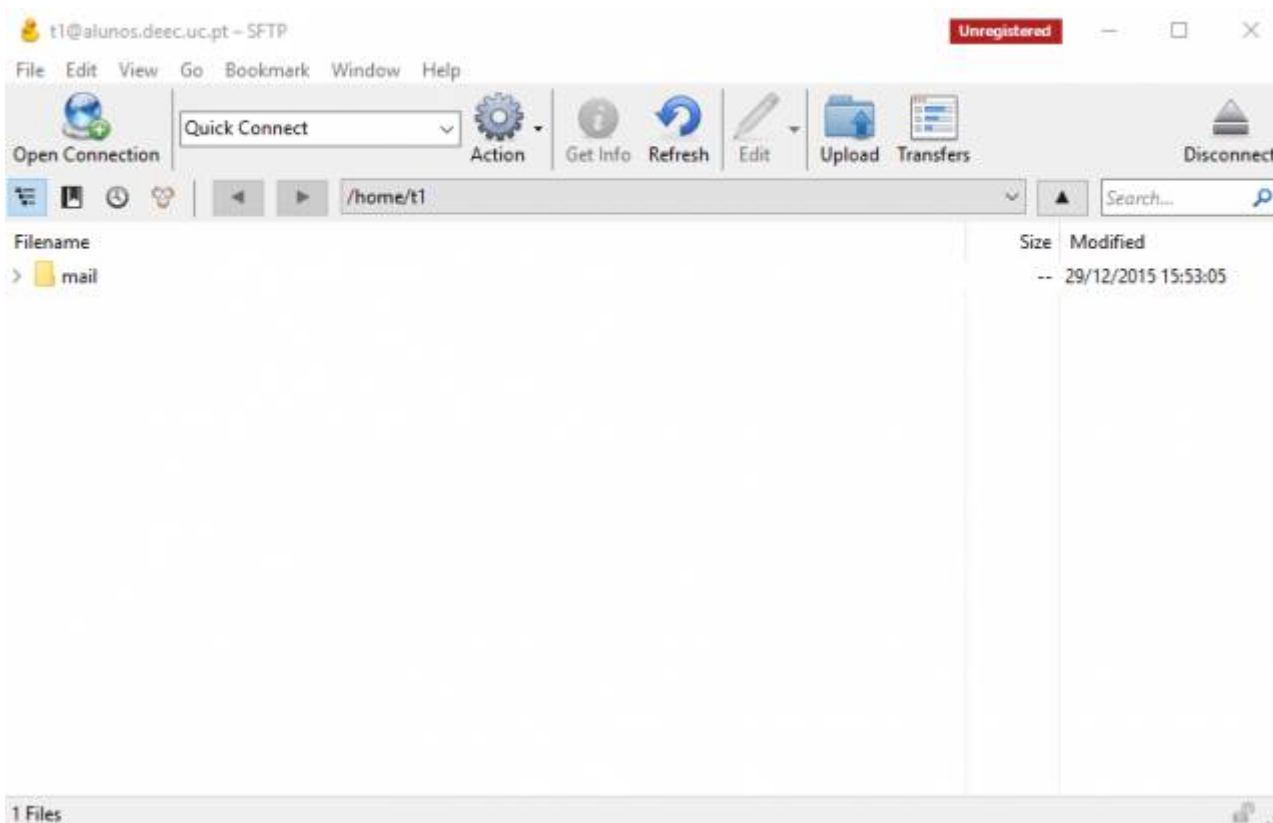 t1@alunos.deec.uc.pt – SFTP Unregistered
File Edit View Go Bookmark Window Help
Open Connection Quick Connect Action Get Info Refresh Edit Upload Transfers Disconnect
/home/t1 Search...
Filename Size Modified
mail -- 29/12/2015 15:53:05
1 Files